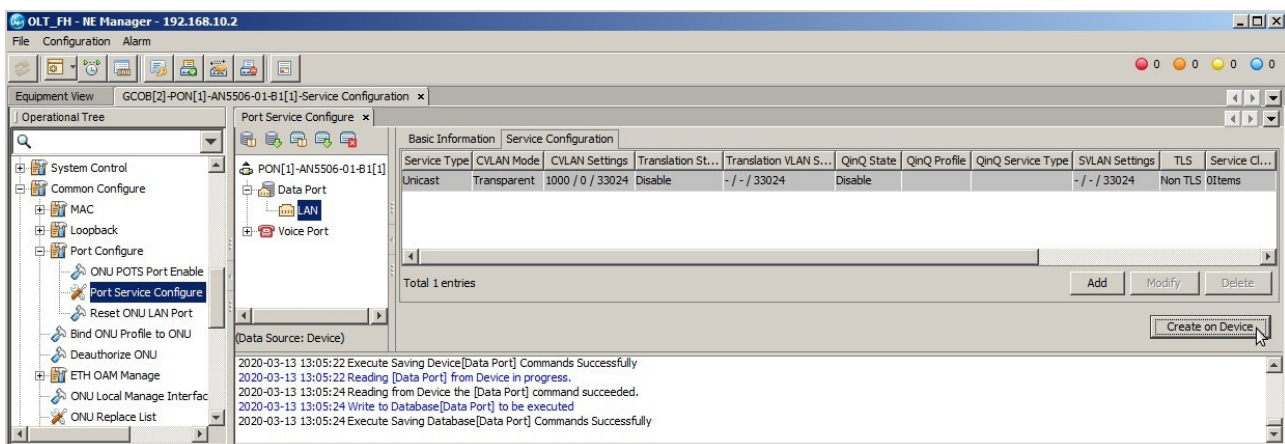 OLT_FH - NE Manager - 192.168.10.2
File Configuration Alarm
0 0 0 0
Equipment View GCOB[2]-PON[1]-AN5506-01-B1[1]-Service Configuration ×
Operational Tree
System Control
Common Configure
MAC
Loopback
Port Configure
ONU POTS Port Enable
Port Service Configure
Reset ONU LAN Port
Bind ONU Profile to ONU
Deauthorize ONU
ETH OAM Manage
ONU Local Manage Interfac
ONU Replace List
Port Service Configure ×
PON[1]-AN5506-01-B1[1]
Data Port
LAN
Voice Port
(Data Source: Device)
Basic Information Service Configuration
Service Type CVLAN Mode CVLAN Settings Translation St... Translation VLAN S... QinQ State QinQ Profile QinQ Service Type SVLAN Settings TLS Service Cl...
Unicast Transparent 1000 / 0 / 33024 Disable - / - / 33024 Disable - / - / 33024 Non TLS 0Items
Total 1 entries
Add Modify Delete
Create on Device
2020-03-13 13:05:22 Execute Saving Device[Data Port] Commands Successfully
2020-03-13 13:05:22 Reading [Data Port] from Device in progress.
2020-03-13 13:05:24 Reading from Device the [Data Port] command succeeded.
2020-03-13 13:05:24 Write to Database[Data Port] to be executed
2020-03-13 13:05:24 Execute Saving Database[Data Port] Commands Successfully